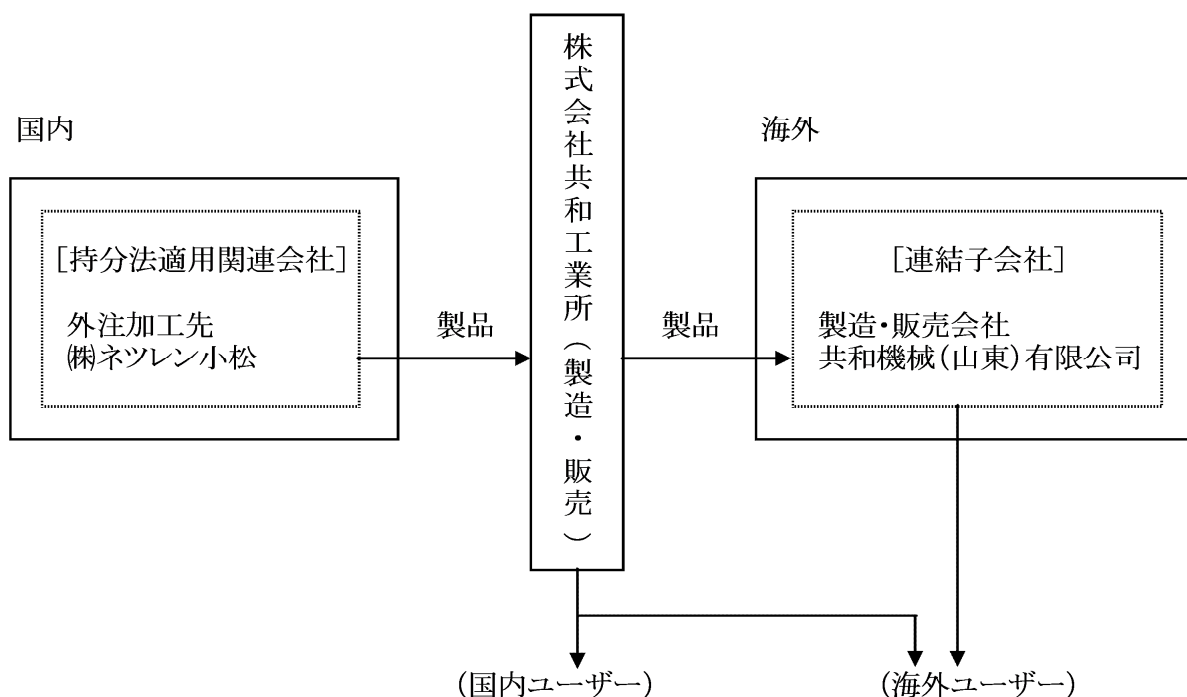 国内
[持分法適用関連会社]
外注加工先
㈱ネツレン小松
製品
株式会社共和工業所(製造・販売)
製品
海外
[連結子会社]
製造・販売会社
共和機械(山東)有限公司
(国内ユーザー)
(海外ユーザー)